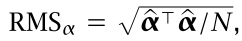 RMS_α = √(α̂^⊤ α̂/N),